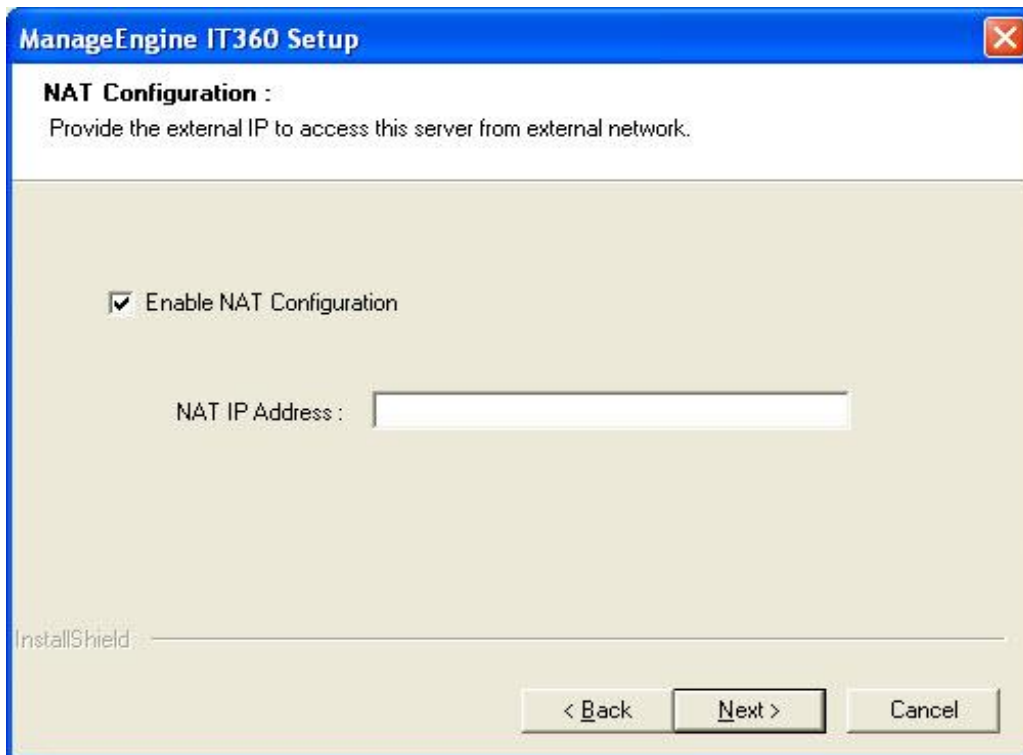 ManageEngine IT360 Setup
NAT Configuration :
Provide the external IP to access this server from external network.
Enable NAT Configuration
NAT IP Address :
InstallShield
< Back Next > Cancel